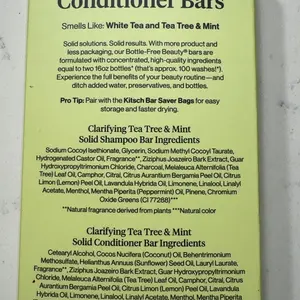 Conditioner Bars
Smells Like: White Tea and Tea Tree & Mint
Solid solutions. Solid results. With more product and
less packaging, our Bottle-Free Beauty® bars are
formulated with concentrated, high-quality ingredients
equal to two 16oz bottles* (that's approx. 100 washes!*).
Experience the full benefits of your beauty routine—and
ditch added water, preservatives, and bottles.
Pro Tip: Pair with the Kitsch Bar Saver Bags for easy
storage and faster drying.
Clarifying Tea Tree & Mint
Solid Shampoo Bar Ingredients
Sodium Cocoyl Isethionate, Glycerin, Sodium Methyl Cocoyl Taurate,
Hydrogenated Castor Oil, Fragrance**, Ziziphus Joazeiro Bark Extract, Guar
Hydroxypropyltrimonium Chloride, Charcoal, Melaleuca Alternifolia (Tea
Tree) Leaf Oil, Camphor, Citral, Citrus Aurantium Bergamia Peel Oil, Citrus
Limon (Lemon) Peel Oil, Lavandula Hybrida Oil, Limonene, Linalool, Linalyl
Acetate, Menthol, Mentha Piperita (Peppermint) Oil, Pinene, Chromium
Oxide Greens (CI 77288)***
**Natural fragrance derived from plants ***Natural color
Clarifying Tea Tree & Mint
Solid Conditioner Bar Ingredients
Cetearyl Alcohol, Cocos Nucifera (Coconut) Oil, Behentrimonium
Methosulfate, Helianthus Annuus (Sunflower) Seed Oil, Lauryl Laurate,
Fragrance**, Ziziphus Joazeiro Bark Extract, Guar Hydroxypropyltrimonium
Chloride, Melaleuca Alternifolia (Tea Tree) Leaf Oil, Camphor, Citral, Citrus
Aurantium Bergamia Peel Oil, Citrus Limon (Lemon) Peel Oil, Lavandula
Hybrida Oil, Limonene, Linalool, Linalyl Acetate, Menthol, Mentha Piperita